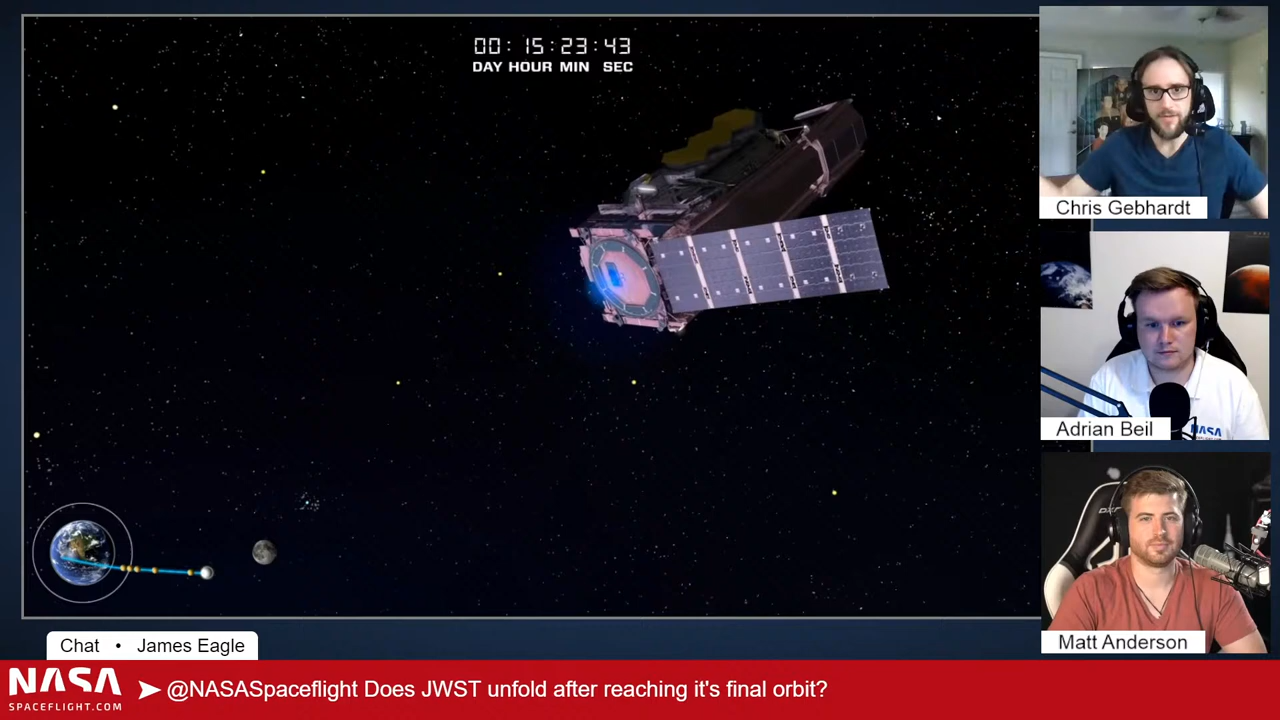 00:15:23:43
DAY HOUR MIN SEC
Chris Gebhardt
NASA
Adrian Beil
Matt Anderson
Chat • James Eagle
NASA
SPACEFLIGHT.COM
@NASASpaceflight Does JWST unfold after reaching it's final orbit?